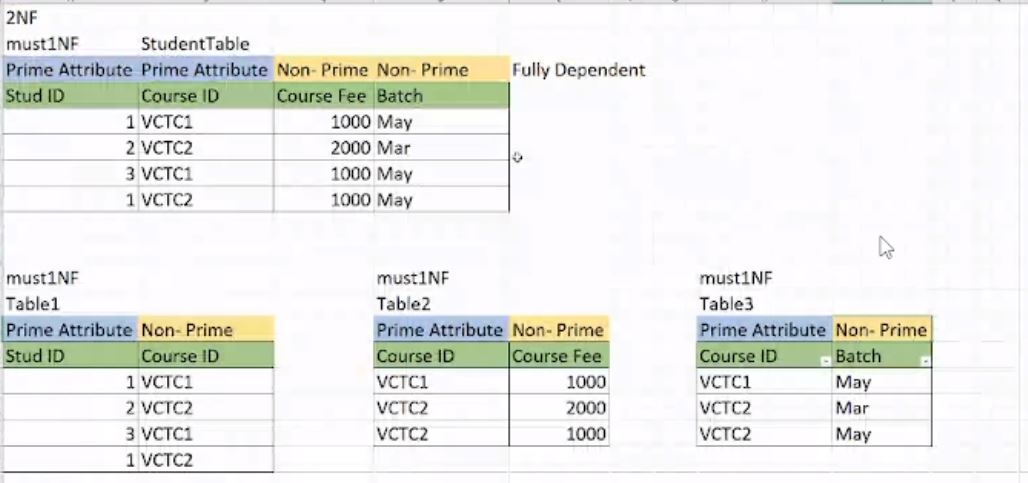 2NF
must1NF StudentTable
Prime Attribute Prime Attribute Non- Prime Non- Prime Fully Dependent
Stud ID Course ID Course Fee Batch
1 VCTC1 1000 May
2 VCTC2 2000 Mar
3 VCTC1 1000 May
1 VCTC2 1000 May
must1NF must1NF must1NF
Table1 Table2 Table3
Prime Attribute Non- Prime Prime Attribute Non- Prime Prime Attribute Non- Prime
Stud ID Course ID Course ID Course Fee Course ID Batch
1 VCTC1 VCTC1 1000 VCTC1 May
2 VCTC2 VCTC2 2000 VCTC2 Mar
3 VCTC1 VCTC2 1000 VCTC2 May
1 VCTC2